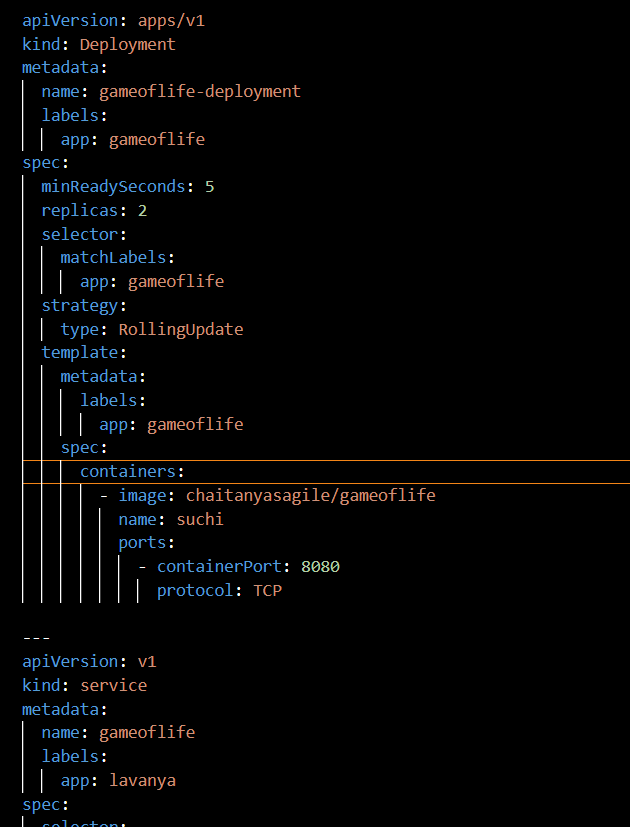 apiVersion: apps/v1
kind: Deployment
metadata:
  name: gameoflife-deployment
  labels:
    app: gameoflife
spec:
  minReadySeconds: 5
  replicas: 2
  selector:
    matchLabels:
      app: gameoflife
  strategy:
    type: RollingUpdate
  template:
    metadata:
      labels:
        app: gameoflife
    spec:
      containers:
        - image: chaitanyasagile/gameoflife
          name: suchi
          ports:
            - containerPort: 8080
              protocol: TCP

---
apiVersion: v1
kind: service
metadata:
  name: gameoflife
  labels:
    app: lavanya
spec:
  selector: